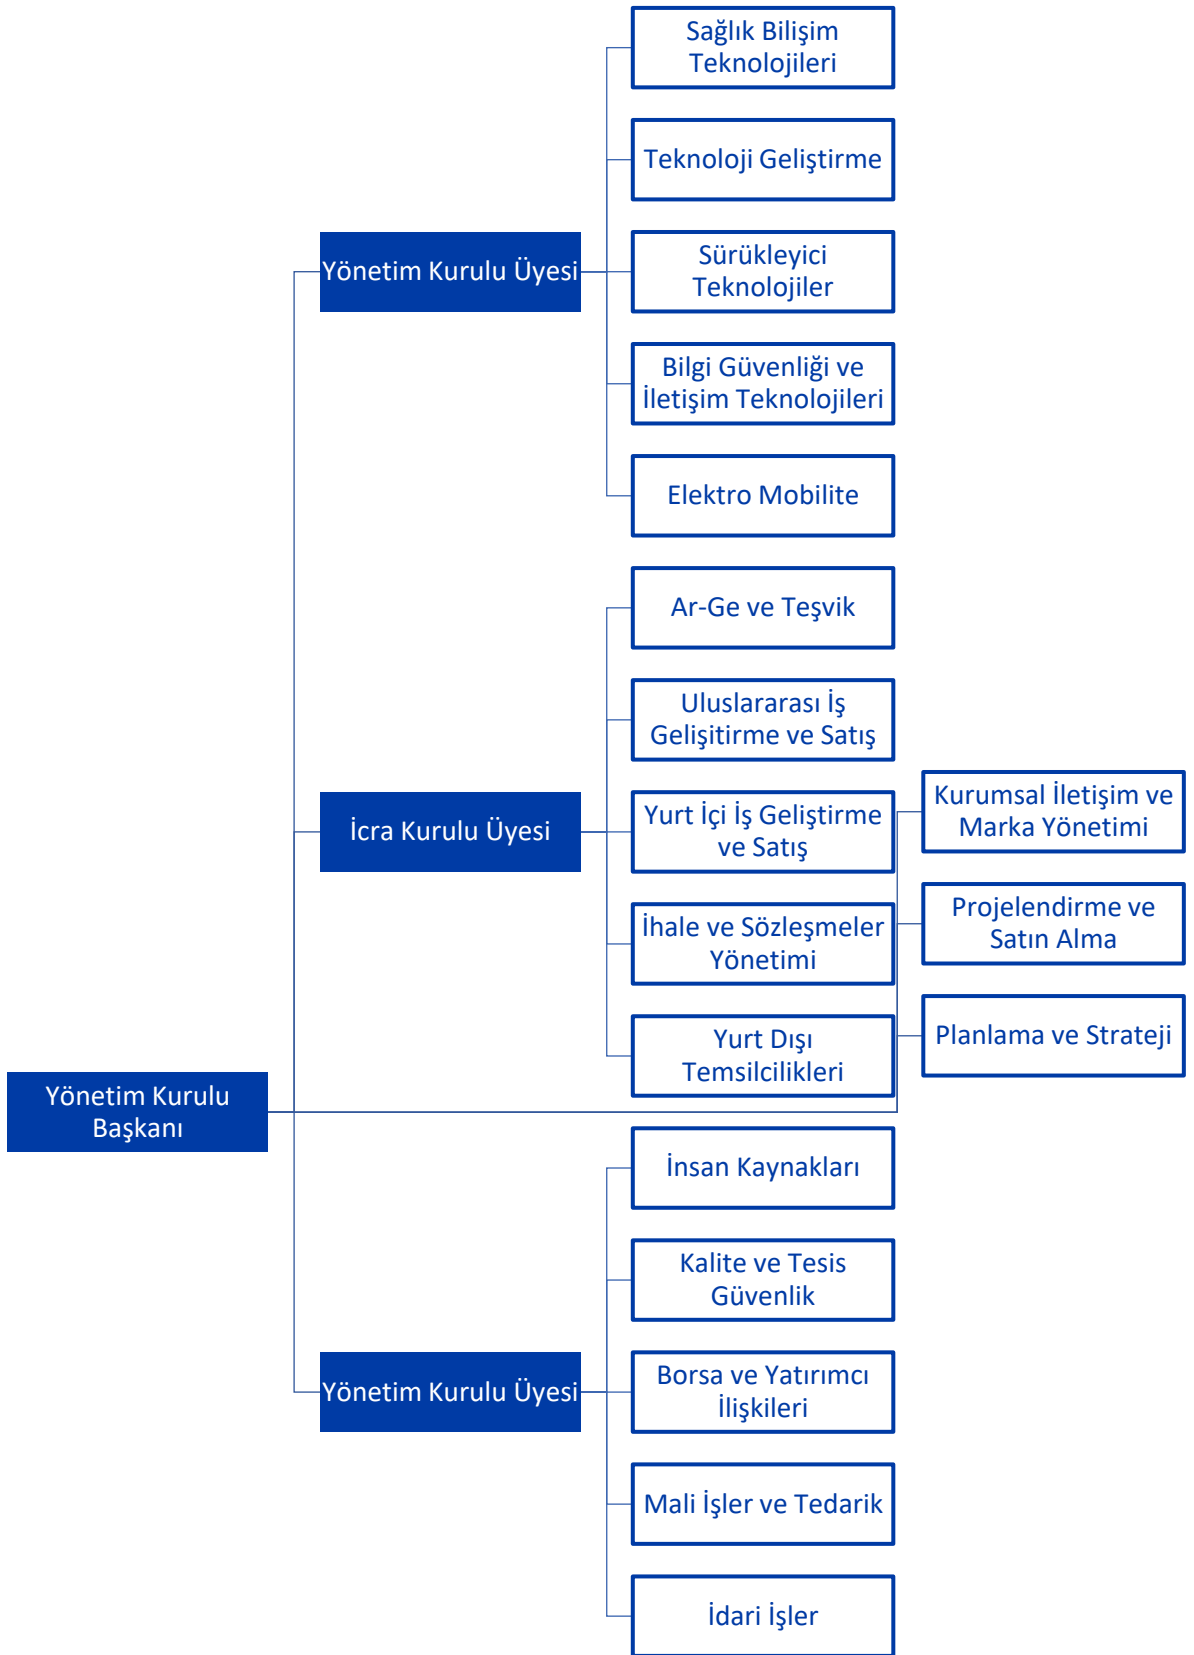 Sağlık Bilişim
Teknolojileri
Teknoloji Geliştirme
Yönetim Kurulu Üyesi
Sürükleyici
Teknolojiler
Bilgi Güvenliği ve
İletişim Teknolojileri
Elektro Mobilite
Ar-Ge ve Teşvik
Uluslararası İş
Gelişitirme ve Satış
İcra Kurulu Üyesi
Yurt İçi İş Geliştirme
ve Satış
Kurumsal İletişim ve
Marka Yönetimi
İhale ve Sözleşmeler
Yönetimi
Projelendirme ve
Satın Alma
Yurt Dışı
Temsilcilikleri
Planlama ve Strateji
Yönetim Kurulu
Başkanı
İnsan Kaynakları
Kalite ve Tesis
Güvenlik
Yönetim Kurulu Üyesi
Borsa ve Yatırımcı
İlişkileri
Mali İşler ve Tedarik
İdari İşler